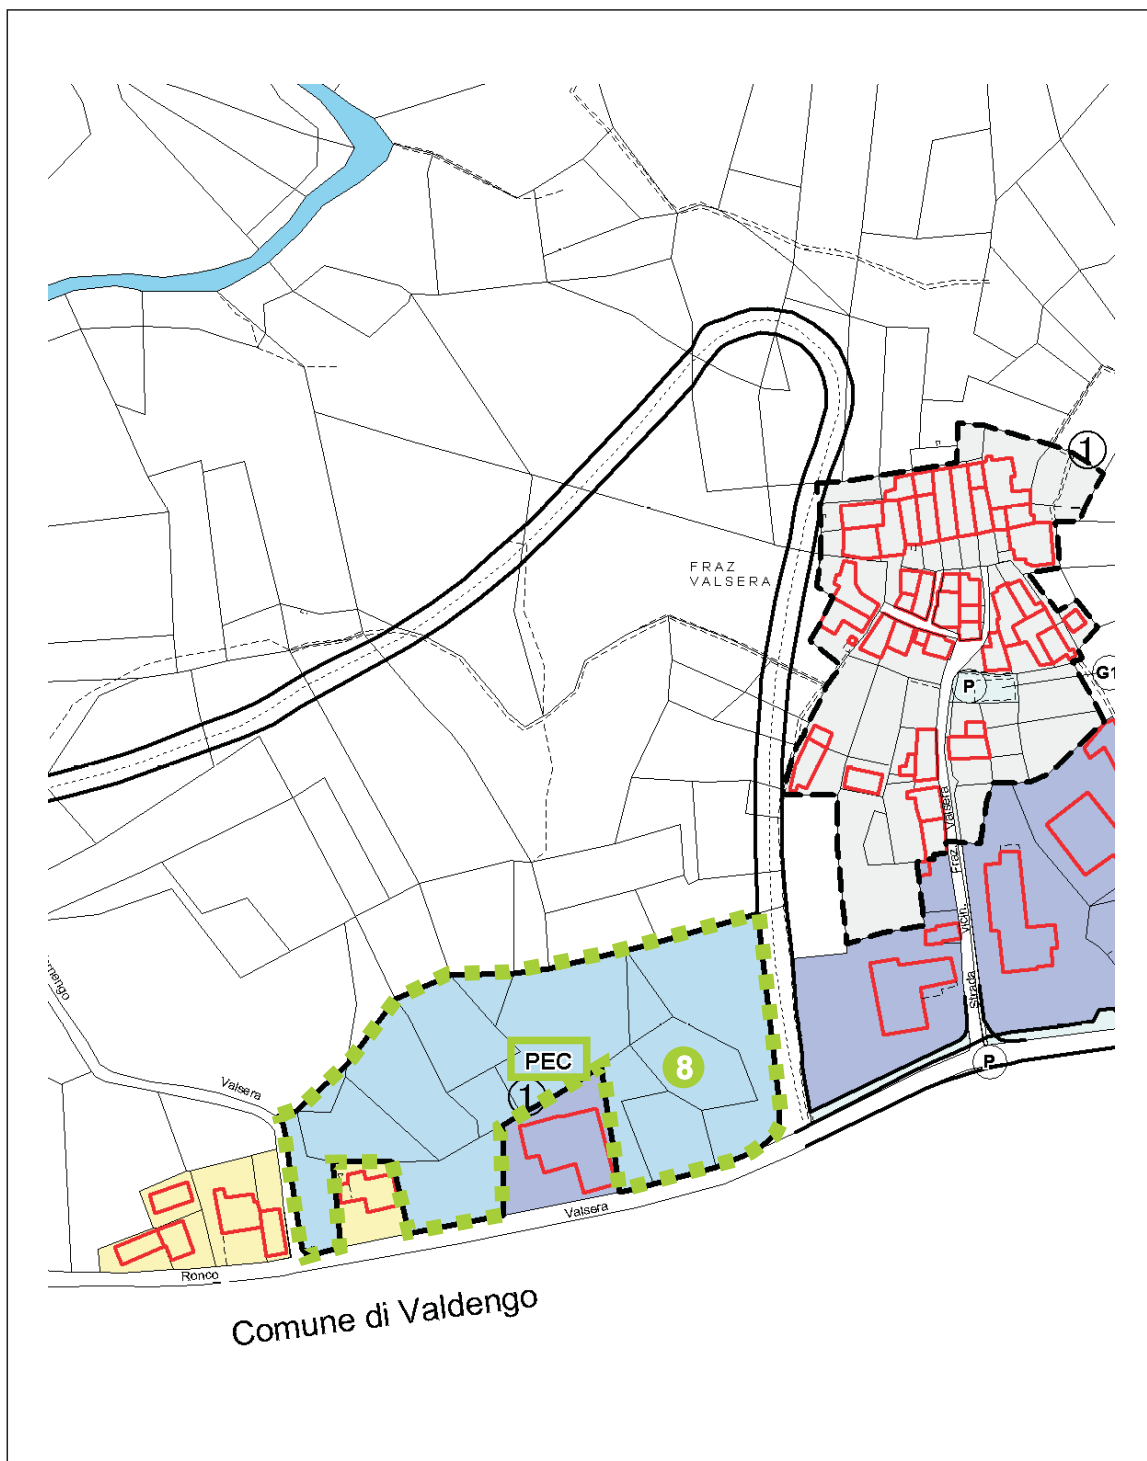 1
FRAZ
VALSERA
P
G1
Strada vicin. Fraz. Valsera
PEC
8
1
P
Valsera
Valsera
Ronco
Comune di Valdengo